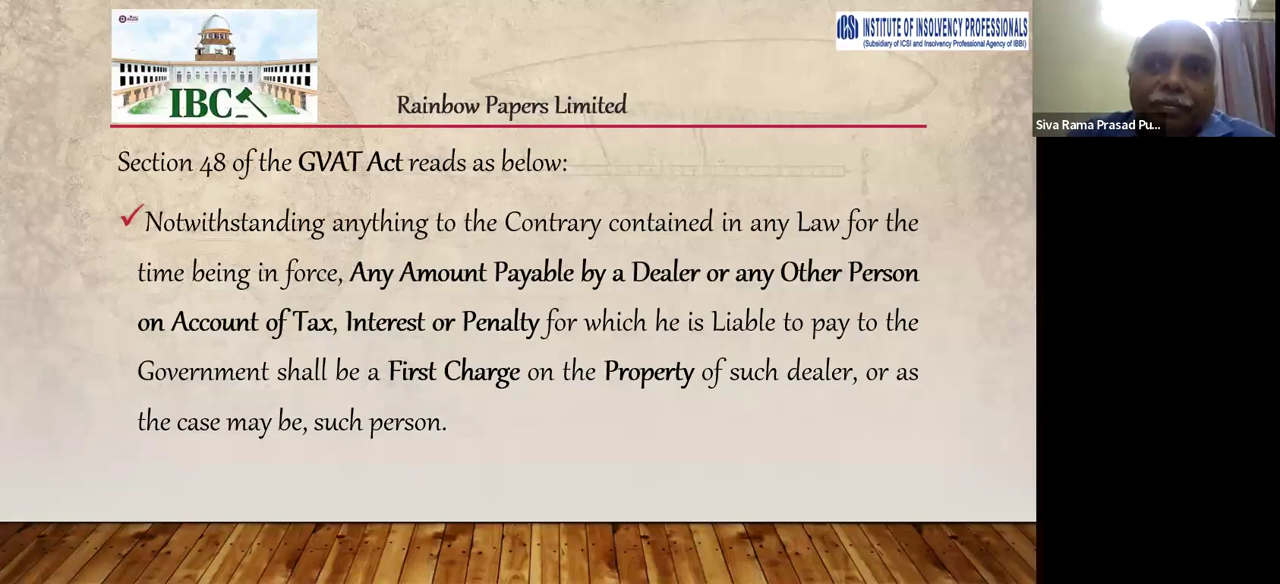 IBC
ICSI INSTITUTE OF INSOLVENCY PROFESSIONALS
(Subsidiary of ICSI and Insolvency Professional Agency of IBBI)
Rainbow Papers Limited
Siva Rama Prasad Pu...
Section 48 of the GVAT Act reads as below:
Notwithstanding anything to the Contrary contained in any Law for the
time being in force, Any Amount Payable by a Dealer or any Other Person
on Account of Tax, Interest or Penalty for which he is Liable to pay to the
Government shall be a First Charge on the Property of such dealer, or as
the case may be, such person.